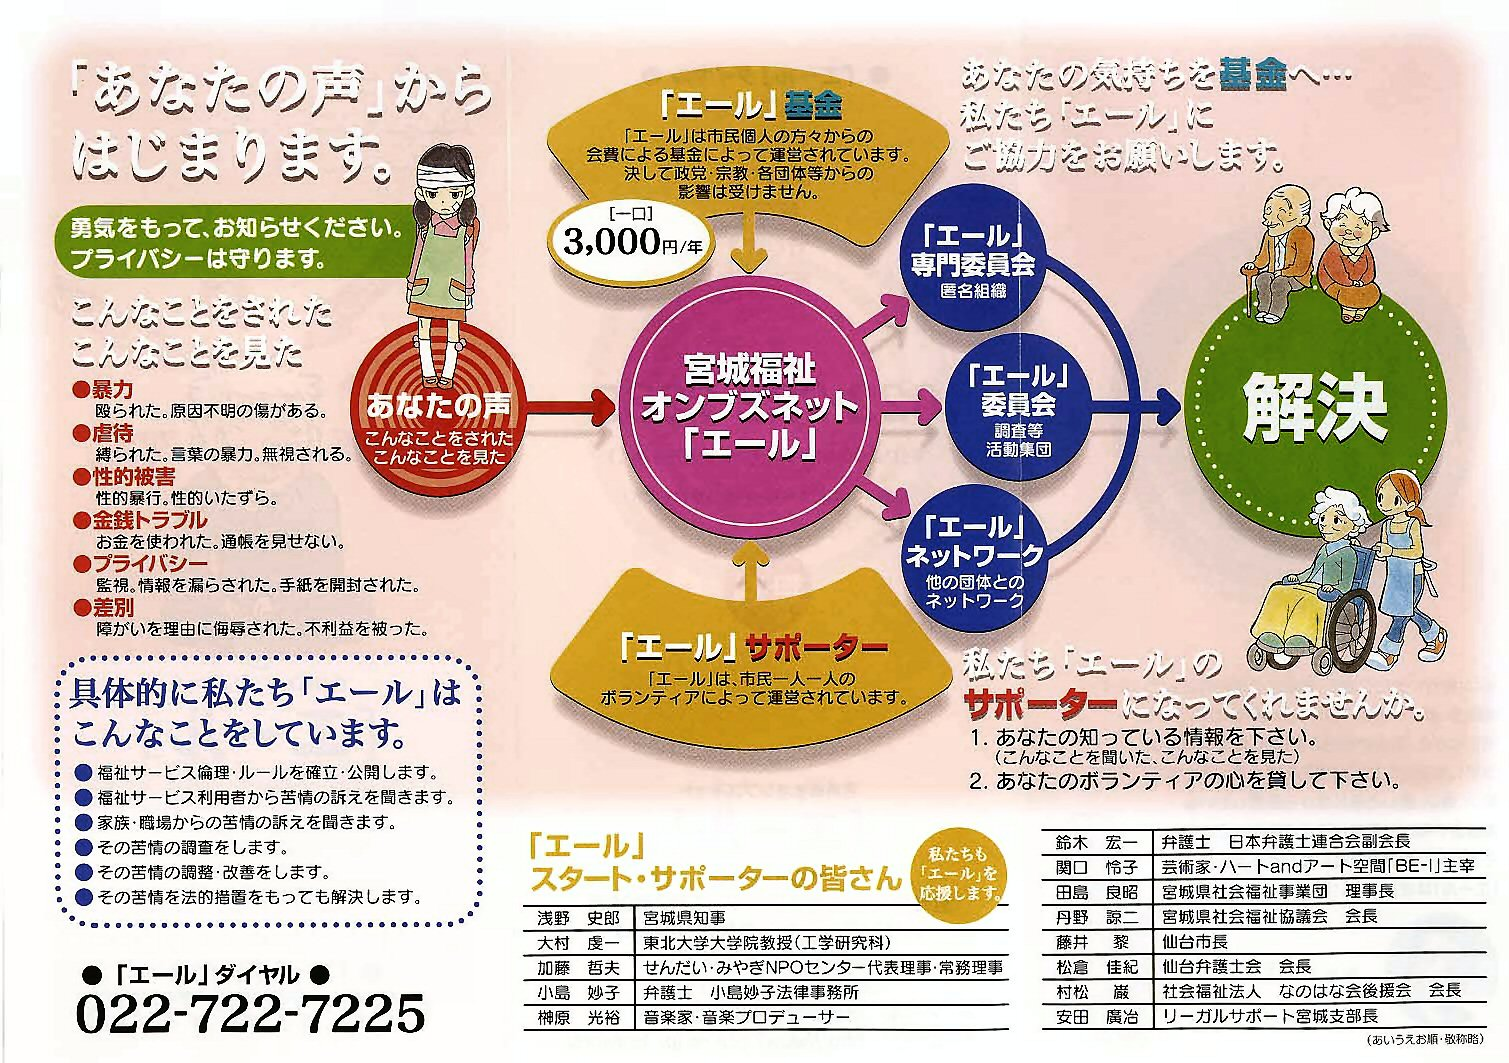 「あなたの声」から
はじまります。
勇気をもって、お知らせください。
プライバシーは守ります。
こんなことをされた
こんなことを見た
●暴力
殴られた。原因不明の傷がある。
●虐待
縛られた。言葉の暴力。無視される。
●性的被害
性的暴行。性的いたずら。
●金銭トラブル
お金を使われた。通帳を見せない。
●プライバシー
監視。情報を漏らされた。手紙を開封された。
●差別
障がいを理由に侮辱された。不利益を被った。
あなたの声
こんなことをされた
こんなことを見た
「エール」基金
「エール」は市民個人の方々からの
会費による基金によって運営されています。
決して政党・宗教・各団体等からの
影響は受けません。
[一口]
3,000円/年
宮城福祉
オンブズネット
「エール」
「エール」サポーター
「エール」は、市民一人一人の
ボランティアによって運営されています。
「エール」
専門委員会
匿名組織
「エール」
委員会
調査等
活動集団
「エール」
ネットワーク
他の団体との
ネットワーク
あなたの気持ちを基金へ…
私たち「エール」に
ご協力をお願いします。
解決
私たち「エール」の
サポーターになってくれませんか。
1. あなたの知っている情報を下さい。
(こんなことを聞いた、こんなことを見た)
2. あなたのボランティアの心を貸して下さい。
具体的に私たち「エール」は
こんなことをしています。
●福祉サービス倫理・ルールを確立・公開します。
●福祉サービス利用者から苦情の訴えを聞きます。
●家族・職場からの苦情の訴えを聞きます。
●その苦情の調査をします。
●その苦情の調整・改善をします。
●その苦情を法的措置をもっても解決します。
●「エール」ダイヤル●
022-722-7225
「エール」
スタート・サポーターの皆さん
私たちも
「エール」を
応援します。
浅野 史郎 宮城県知事
大村 虔一 東北大学大学院教授(工学研究科)
加藤 哲夫 せんだい・みやぎNPOセンター代表理事・常務理事
小島 妙子 弁護士 小島妙子法律事務所
榊原 光裕 音楽家・音楽プロデューサー
鈴木 宏一 弁護士 日本弁護士連合会副会長
関口 怜子 芸術家・ハートandアート空間「BE-I」主宰
田島 良昭 宮城県社会福祉事業団 理事長
丹野 諒二 宮城県社会福祉協議会 会長
藤井 黎 仙台市長
松倉 佳紀 仙台弁護士会 会長
村松 巌 社会福祉法人 なのはな会後援会 会長
安田 廣治 リーガルサポート宮城支部長
(あいうえお順・敬称略)